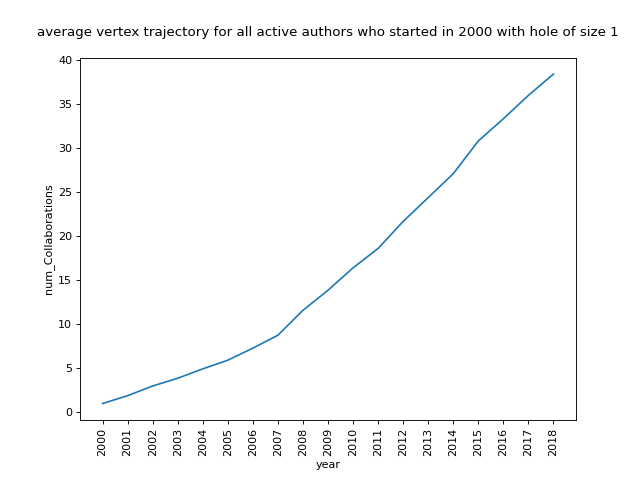 average vertex trajectory for all active authors who started in 2000 with hole of size 1
40
35
30
25
20
15
10
5
0
num_Collaborations
2000 2001 2002 2003 2004 2005 2006 2007 2008 2009 2010 2011 2012 2013 2014 2015 2016 2017 2018
year